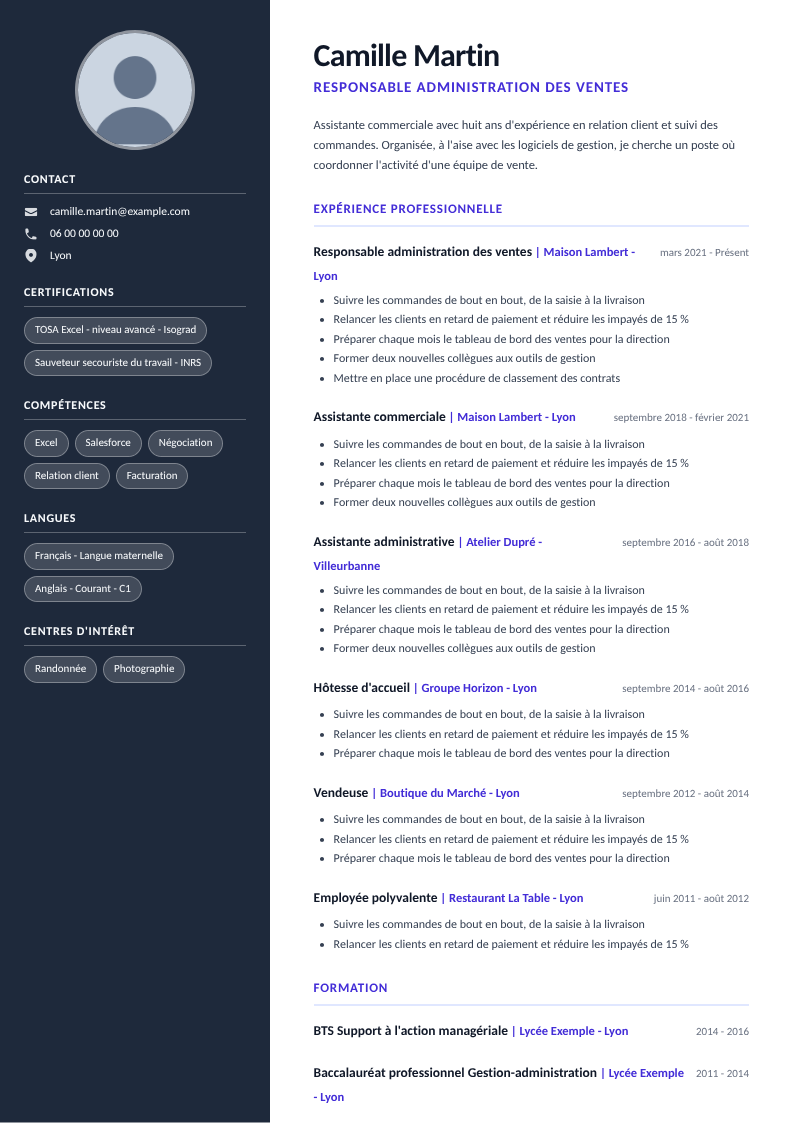 CONTACT
camille.martin@example.com
06 00 00 00 00
Lyon
CERTIFICATIONS
TOSA Excel - niveau avancé - Isograd
Sauveteur secouriste du travail - INRS
COMPÉTENCES
Excel
Salesforce
Négociation
Relation client
Facturation
LANGUES
Français - Langue maternelle
Anglais - Courant - C1
CENTRES D'INTÉRÊT
Randonnée
Photographie
Camille Martin
RESPONSABLE ADMINISTRATION DES VENTES
Assistante commerciale avec huit ans d'expérience en relation client et suivi des
commandes. Organisée, à l'aise avec les logiciels de gestion, je cherche un poste où
coordonner l'activité d'une équipe de vente.
EXPÉRIENCE PROFESSIONNELLE
Responsable administration des ventes | Maison Lambert - mars 2021 - Présent
Lyon
• Suivre les commandes de bout en bout, de la saisie à la livraison
• Relancer les clients en retard de paiement et réduire les impayés de 15 %
• Préparer chaque mois le tableau de bord des ventes pour la direction
• Former deux nouvelles collègues aux outils de gestion
• Mettre en place une procédure de classement des contrats
Assistante commerciale | Maison Lambert - Lyon septembre 2018 - février 2021
• Suivre les commandes de bout en bout, de la saisie à la livraison
• Relancer les clients en retard de paiement et réduire les impayés de 15 %
• Préparer chaque mois le tableau de bord des ventes pour la direction
• Former deux nouvelles collègues aux outils de gestion
Assistante administrative | Atelier Dupré - septembre 2016 - août 2018
Villeurbanne
• Suivre les commandes de bout en bout, de la saisie à la livraison
• Relancer les clients en retard de paiement et réduire les impayés de 15 %
• Préparer chaque mois le tableau de bord des ventes pour la direction
• Former deux nouvelles collègues aux outils de gestion
Hôtesse d'accueil | Groupe Horizon - Lyon septembre 2014 - août 2016
• Suivre les commandes de bout en bout, de la saisie à la livraison
• Relancer les clients en retard de paiement et réduire les impayés de 15 %
• Préparer chaque mois le tableau de bord des ventes pour la direction
Vendeuse | Boutique du Marché - Lyon septembre 2012 - août 2014
• Suivre les commandes de bout en bout, de la saisie à la livraison
• Relancer les clients en retard de paiement et réduire les impayés de 15 %
• Préparer chaque mois le tableau de bord des ventes pour la direction
Employée polyvalente | Restaurant La Table - Lyon juin 2011 - août 2012
• Suivre les commandes de bout en bout, de la saisie à la livraison
• Relancer les clients en retard de paiement et réduire les impayés de 15 %
FORMATION
BTS Support à l'action managériale | Lycée Exemple - Lyon 2014 - 2016
Baccalauréat professionnel Gestion-administration | Lycée Exemple 2011 - 2014
- Lyon